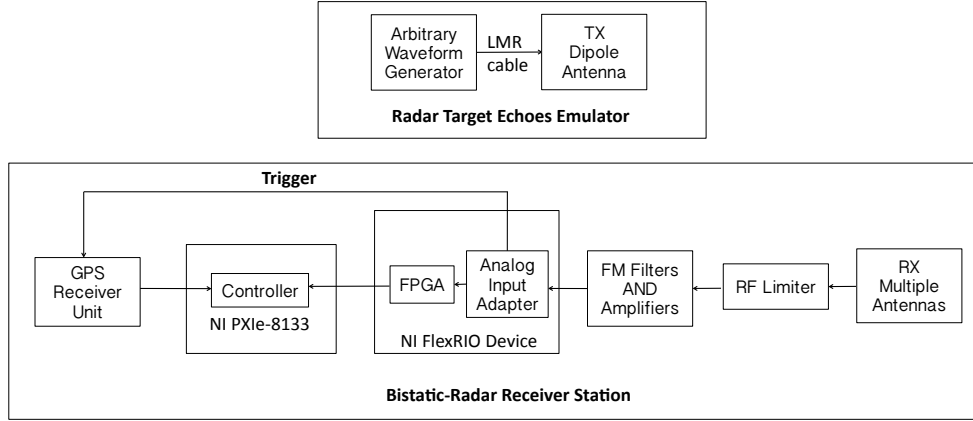 Arbitrary
Waveform
Generator
LMR
cable
TX
Dipole
Antenna
Radar Target Echoes Emulator
Trigger
GPS
Receiver
Unit
Controller
NI PXIe-8133
FPGA
Analog
Input
Adapter
NI FlexRIO Device
FM Filters
AND
Amplifiers
RF Limiter
RX
Multiple
Antennas
Bistatic-Radar Receiver Station